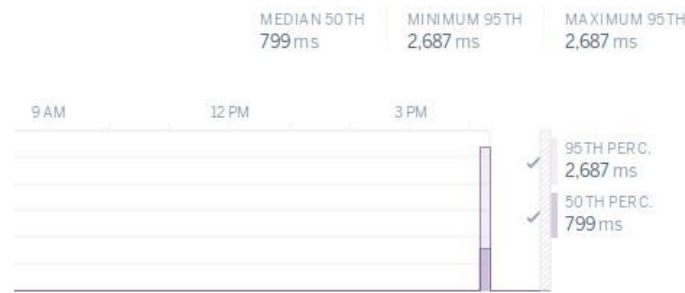 MEDIAN 50TH MINIMUM 95TH MAXIMUM 95TH
799 ms 2,687 ms 2,687 ms
9 AM 12 PM 3 PM
95TH PERC.
2,687 ms
50TH PERC.
799 ms